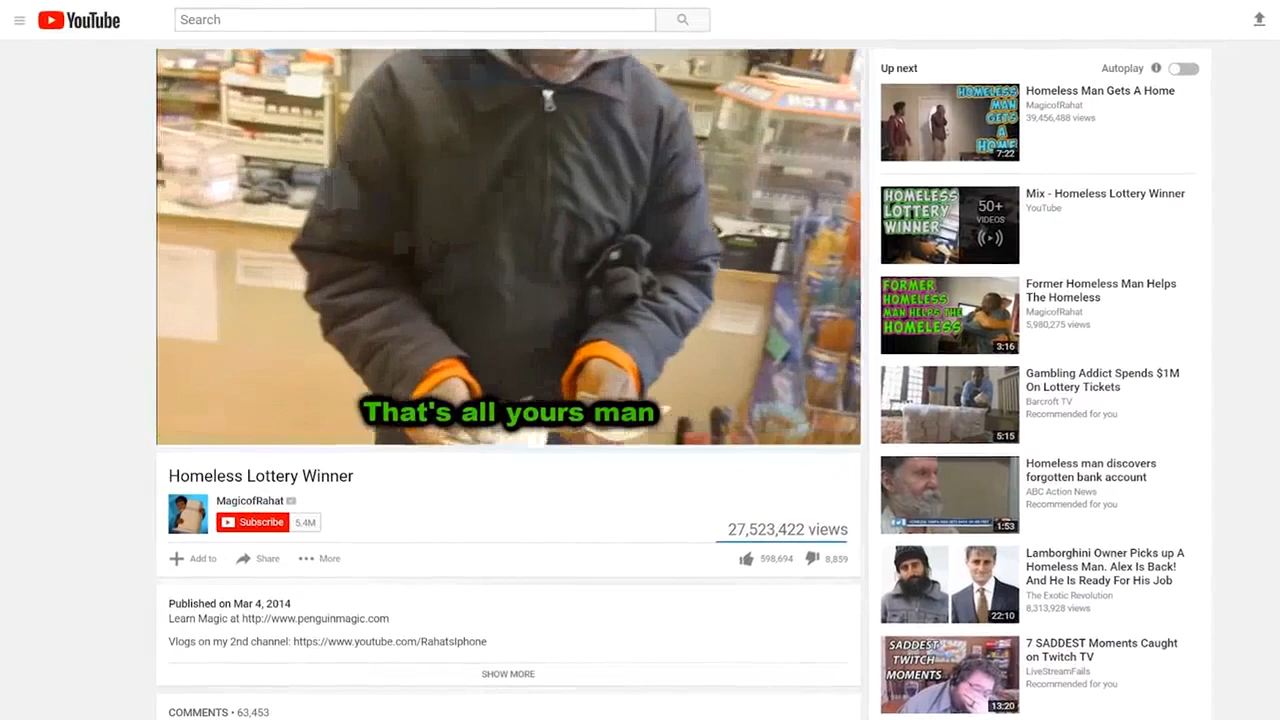 YouTube
Search
HOT
That's all yours man
Homeless Lottery Winner
MagicofRahat
Subscribe 5.4M
27,523,422 views
Add to Share More 598,694 8,859
Published on Mar 4, 2014
Learn Magic at http://www.penguinmagic.com
Vlogs on my 2nd channel: https://www.youtube.com/RahatsIphone
SHOW MORE
COMMENTS • 63,453
Up next Autoplay
HOMELESS
MAN
GETS
A
HOME
7:22
Homeless Man Gets A Home
MagicofRahat
39,456,488 views
HOMELESS
LOTTERY
WINNER
50+
VIDEOS
Mix - Homeless Lottery Winner
YouTube
FORMER
HOMELESS
MAN HELPS THE
HOMELESS
3:16
Former Homeless Man Helps
The Homeless
MagicofRahat
5,980,275 views
5:15
Gambling Addict Spends $1M
On Lottery Tickets
Barcroft TV
Recommended for you
1:53
Homeless man discovers
forgotten bank account
ABC Action News
Recommended for you
22:10
Lamborghini Owner Picks up A
Homeless Man. Alex Is Back!
And He Is Ready For His Job
The Exotic Revolution
8,313,928 views
SADDEST
TWITCH
MOMENTS
13:20
7 SADDEST Moments Caught
on Twitch TV
LiveStreamFails
Recommended for you